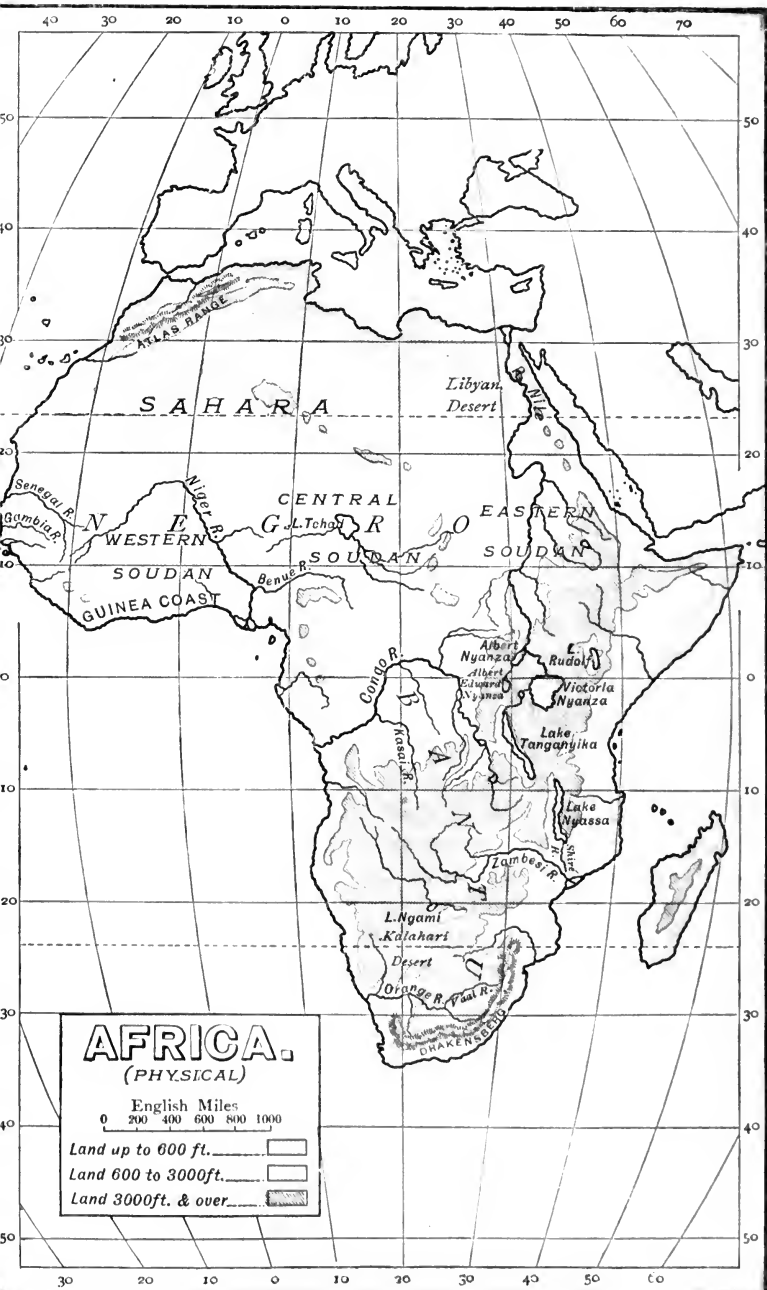 40 30 20 10 0 10 20 30 40 50 60 70
50 50
40 40
ATLAS RANGE
30 30
Libyan
Desert
R. Nile
SAHARA
20 20
Senegal R.
Gambia R.
Niger R.
NEGRO
CENTRAL
SOUDAN
L. Tchad
EASTERN
SOUDAN
WESTERN
SOUDAN
10 10
Benue R.
GUINEA COAST
Albert
Nyanza
L.
Rudolf
0 0
Congo R.
Albert
Edward
Nyanza
Victoria
Nyanza
BANTU
Kasai R.
Lake
Tanganyika
10 10
Lake
Nyassa
Shiré
R.
Zambesi R.
20 20
L. Ngami
Kalahari
Desert
Orange R.
Vaal R.
30 30
DRAKENSBERG
AFRICA.
(PHYSICAL)
English Miles
0 200 400 600 800 1000
Land up to 600 ft.
Land 600 to 3000ft.
Land 3000ft. & over
40 40
50 50
30 20 10 0 10 20 30 40 50 60